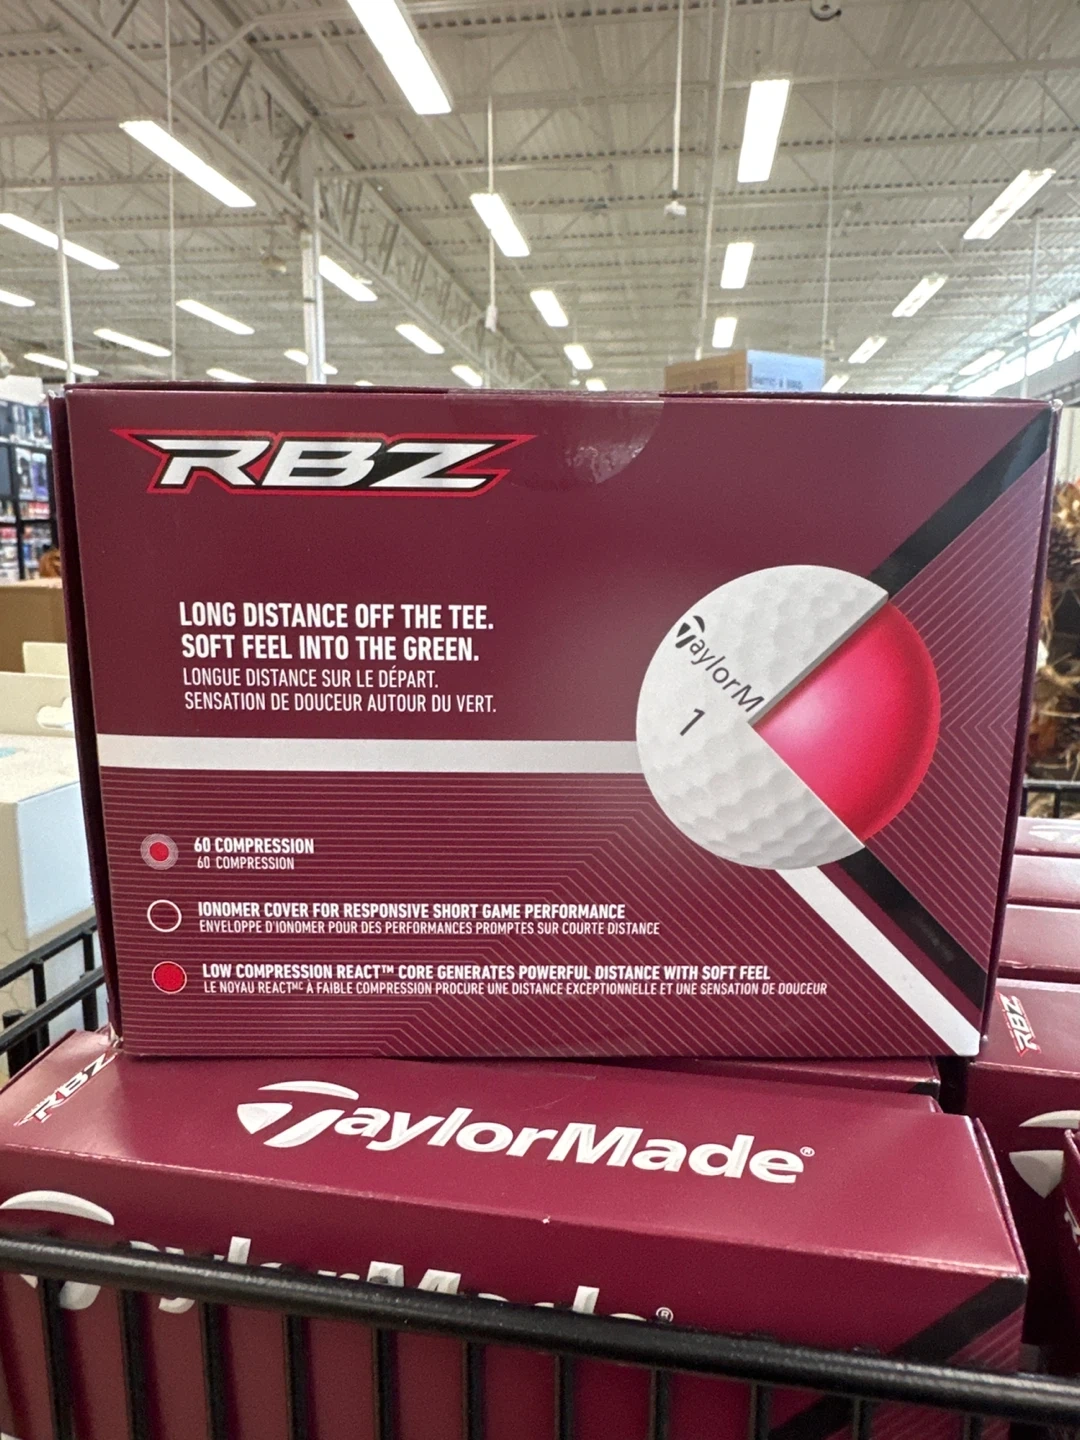 RBZ
LONG DISTANCE OFF THE TEE.
SOFT FEEL INTO THE GREEN.
LONGUE DISTANCE SUR LE DÉPART.
SENSATION DE DOUCEUR AUTOUR DU VERT.
TaylorM
1
60 COMPRESSION
60 COMPRESSION
IONOMER COVER FOR RESPONSIVE SHORT GAME PERFORMANCE
ENVELOPPE D'IONOMER POUR DES PERFORMANCES PROMPTES SUR COURTE DISTANCE
LOW COMPRESSION REACT™ CORE GENERATES POWERFUL DISTANCE WITH SOFT FEEL
LE NOYAU REACTᴹᶜ À FAIBLE COMPRESSION PROCURE UNE DISTANCE EXCEPTIONNELLE ET UNE SENSATION DE DOUCEUR
RBZ
RBZ
TaylorMade®
TaylorMade®